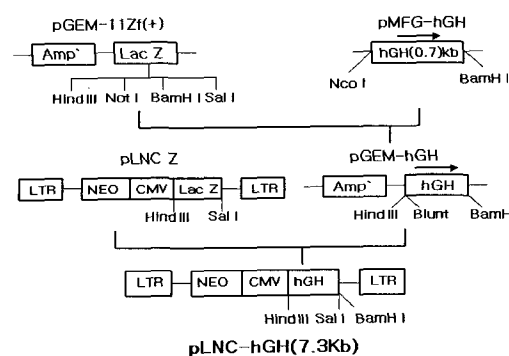 pGEM-11Zf(+)
pMFG-hGH
Amp` Lac Z
hGH(0.7)kb
Nco I BamH I
Hind III Not I BamH I Sal I
pLNC Z
pGEM-hGH
LTR NEO CMV Lac Z LTR
Amp` hGH
Hind III Sal I
Hind III Blunt BamH
LTR NEO CMV hGH LTR
Hind III Sal I BamH I
pLNC-hGH(7.3Kb)